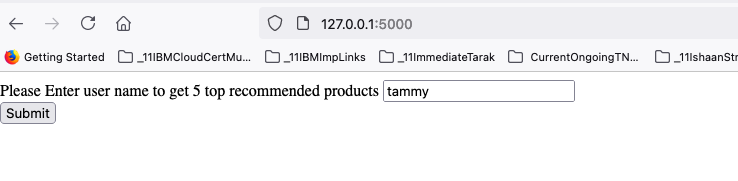 127.0.0.1:5000
Getting Started _11IBMCloudCertMu... _11IBMImpLinks _11ImmediateTarak CurrentOngoingTN... _11IshaanStr
Please Enter user name to get 5 top recommended products tammy
Submit